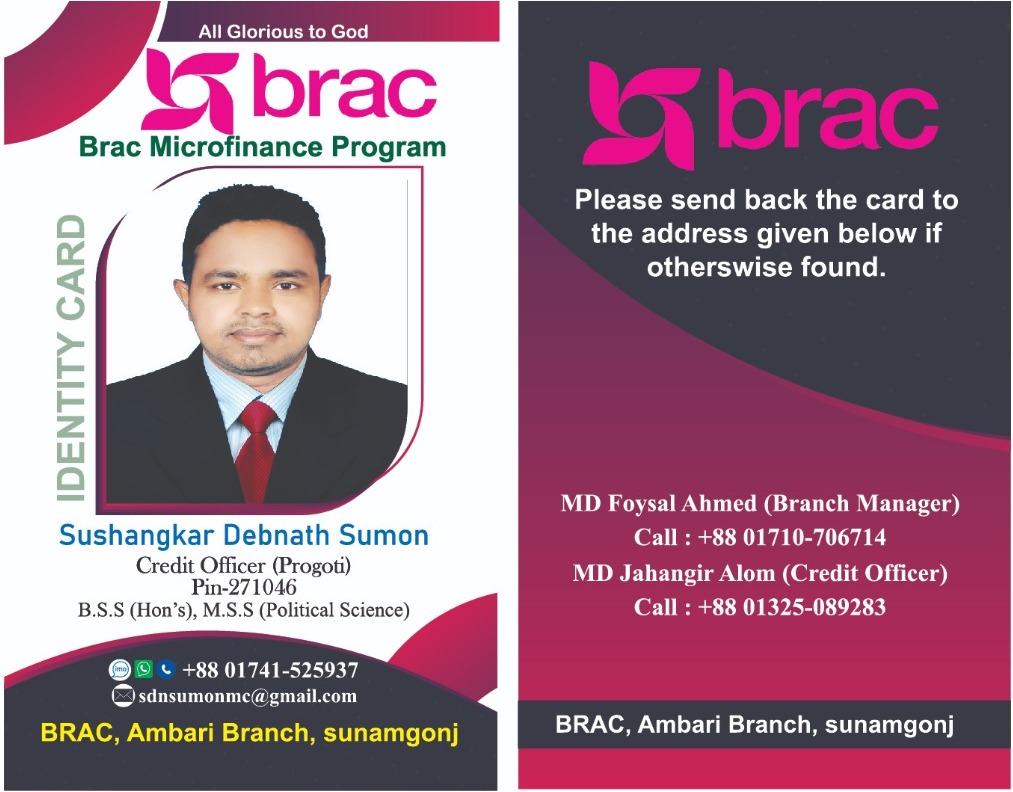 All Glorious to God
brac
Brac Microfinance Program
IDENTITY CARD
Sushangkar Debnath Sumon
Credit Officer (Progoti)
Pin-271046
B.S.S (Hon's), M.S.S (Political Science)
imo +88 01741-525937
sdnsumonmc@gmail.com
BRAC, Ambari Branch, sunamgonj
brac
Please send back the card to
the address given below if
otherswise found.
MD Foysal Ahmed (Branch Manager)
Call : +88 01710-706714
MD Jahangir Alom (Credit Officer)
Call : +88 01325-089283
BRAC, Ambari Branch, sunamgonj